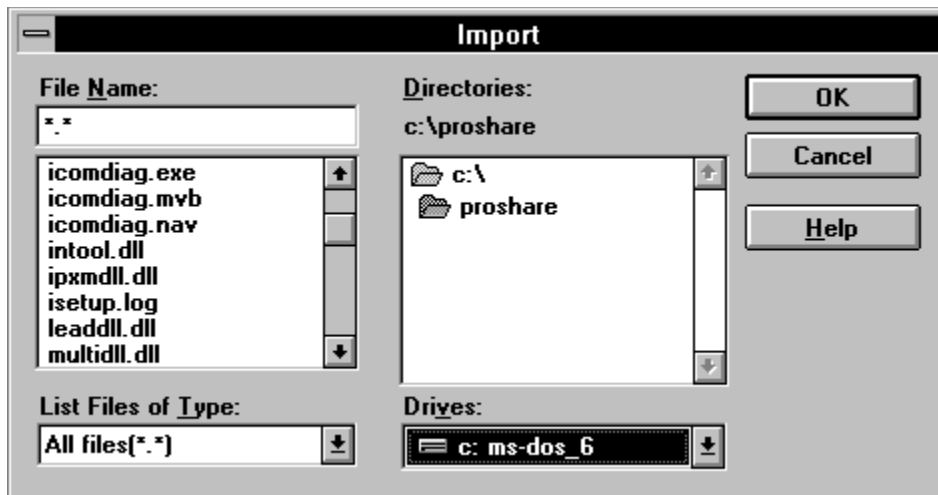 Import
File Name:
*.*
icomdiag.exe
icomdiag.mvb
icomdiag.nav
intool.dll
ipxmdll.dll
isetup.log
leaddll.dll
multidll.dll
List Files of Type:
All files(*.*)
Directories:
c:\proshare
c:\
proshare
Drives:
c: ms-dos_6
OK
Cancel
Help